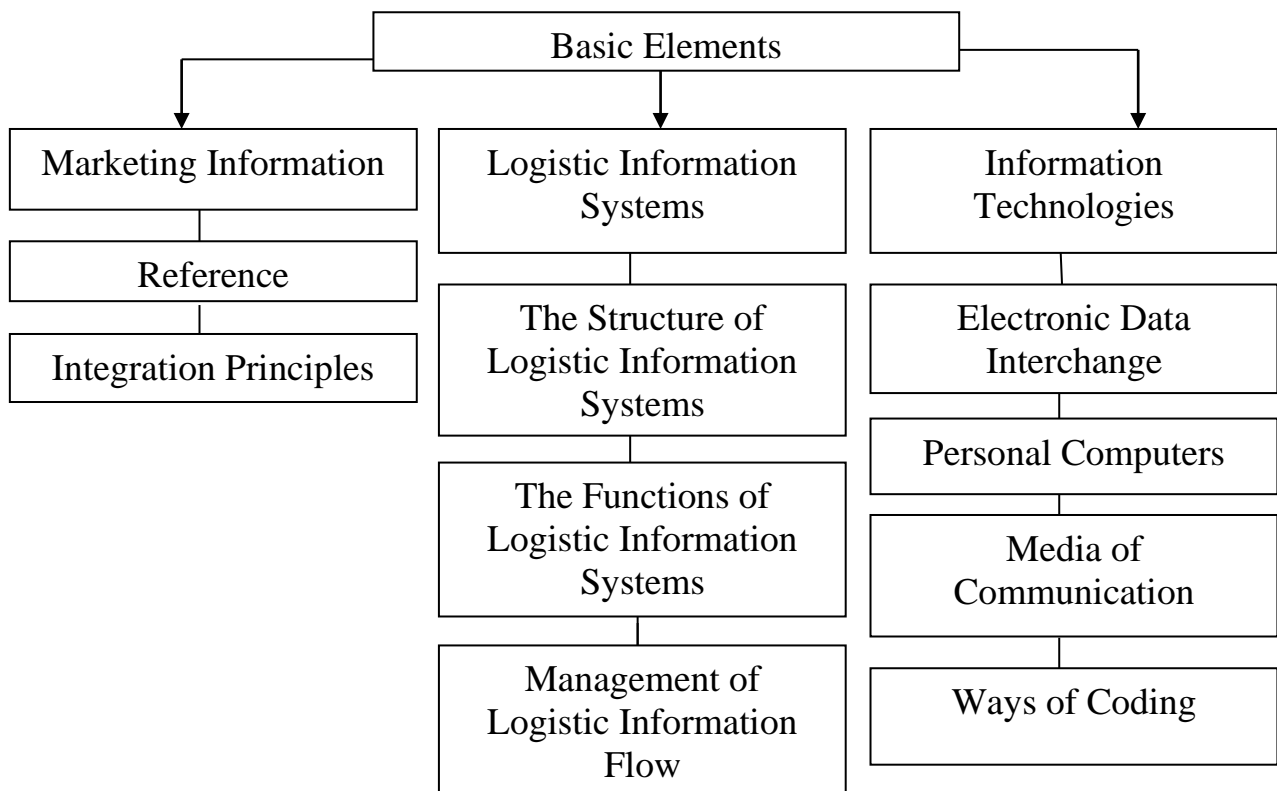 Basic Elements
Marketing Information
Reference
Integration Principles
Logistic Information
Systems
The Structure of
Logistic Information
Systems
The Functions of
Logistic Information
Systems
Management of
Logistic Information
Flow
Information
Technologies
Electronic Data
Interchange
Personal Computers
Media of
Communication
Ways of Coding